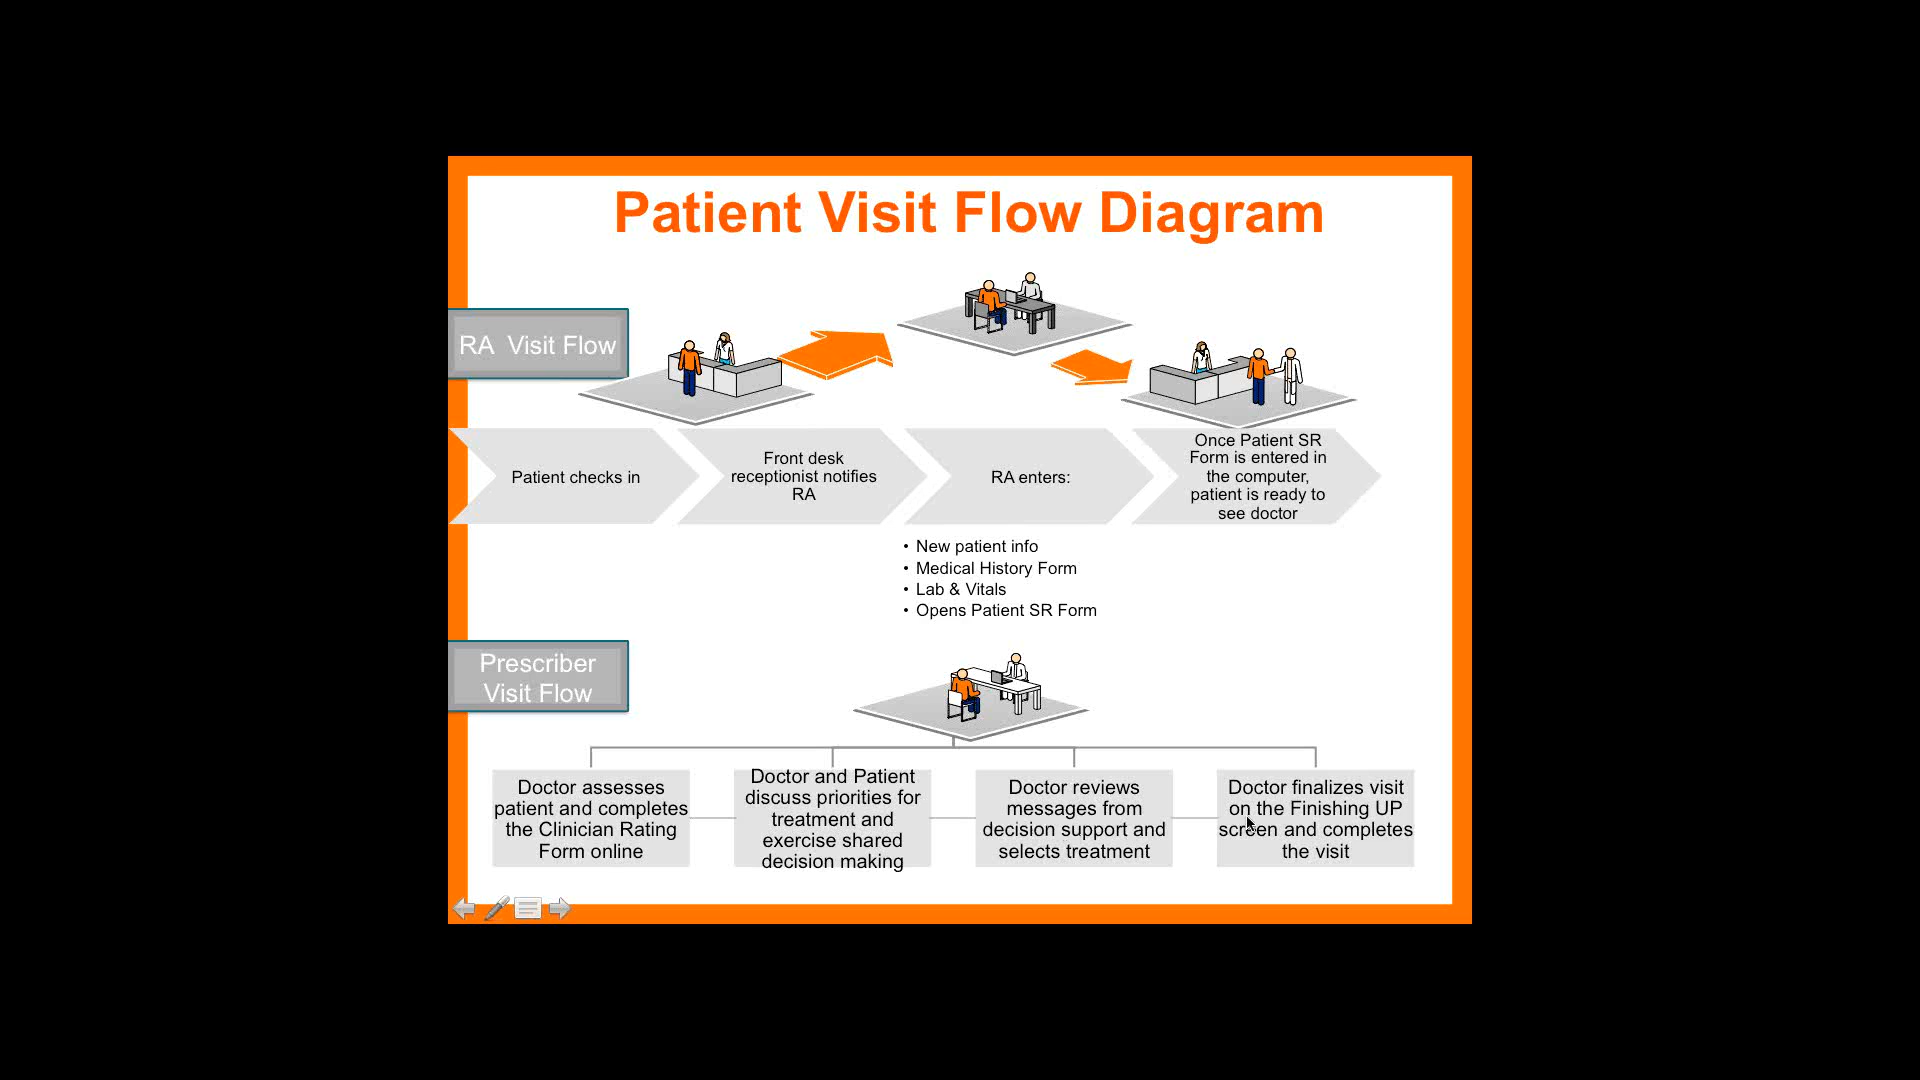 Patient Visit Flow Diagram
RA Visit Flow
Patient checks in
Front desk
receptionist notifies
RA
RA enters:
Once Patient SR
Form is entered in
the computer,
patient is ready to
see doctor
• New patient info
• Medical History Form
• Lab & Vitals
• Opens Patient SR Form
Prescriber
Visit Flow
Doctor assesses
patient and completes
the Clinician Rating
Form online
Doctor and Patient
discuss priorities for
treatment and
exercise shared
decision making
Doctor reviews
messages from
decision support and
selects treatment
Doctor finalizes visit
on the Finishing UP
screen and completes
the visit